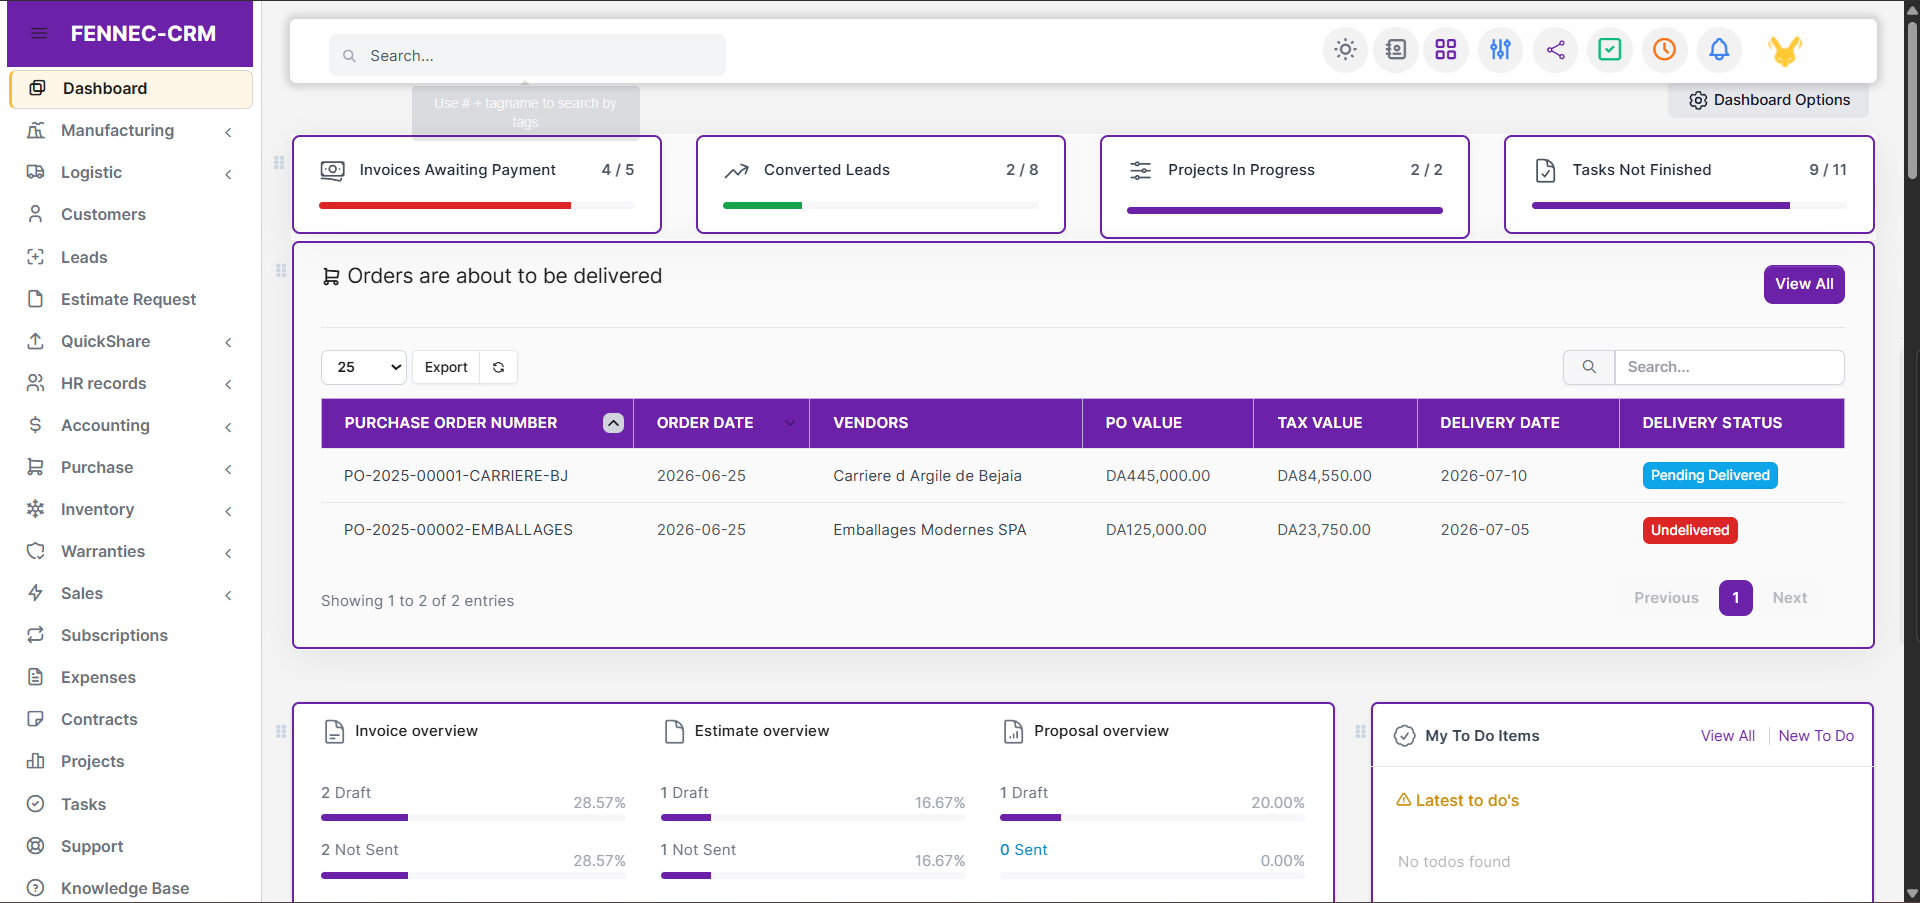 FENNEC-CRM
Search...
Use # + tagname to search by
tags
Dashboard Options
Dashboard
Manufacturing
Logistic
Customers
Leads
Estimate Request
QuickShare
HR records
Accounting
Purchase
Inventory
Warranties
Sales
Subscriptions
Expenses
Contracts
Projects
Tasks
Support
Knowledge Base
Invoices Awaiting Payment 4 / 5
Converted Leads 2 / 8
Projects In Progress 2 / 2
Tasks Not Finished 9 / 11
Orders are about to be delivered
View All
25 Export
Search...
PURCHASE ORDER NUMBER ORDER DATE VENDORS PO VALUE TAX VALUE DELIVERY DATE DELIVERY STATUS
PO-2025-00001-CARRIERE-BJ 2026-06-25 Carriere d Argile de Bejaia DA445,000.00 DA84,550.00 2026-07-10 Pending Delivered
PO-2025-00002-EMBALLAGES 2026-06-25 Emballages Modernes SPA DA125,000.00 DA23,750.00 2026-07-05 Undelivered
Showing 1 to 2 of 2 entries
Previous 1 Next
Invoice overview
2 Draft 28.57%
2 Not Sent 28.57%
Estimate overview
1 Draft 16.67%
1 Not Sent 16.67%
Proposal overview
1 Draft 20.00%
0 Sent 0.00%
My To Do Items
View All New To Do
Latest to do's
No todos found